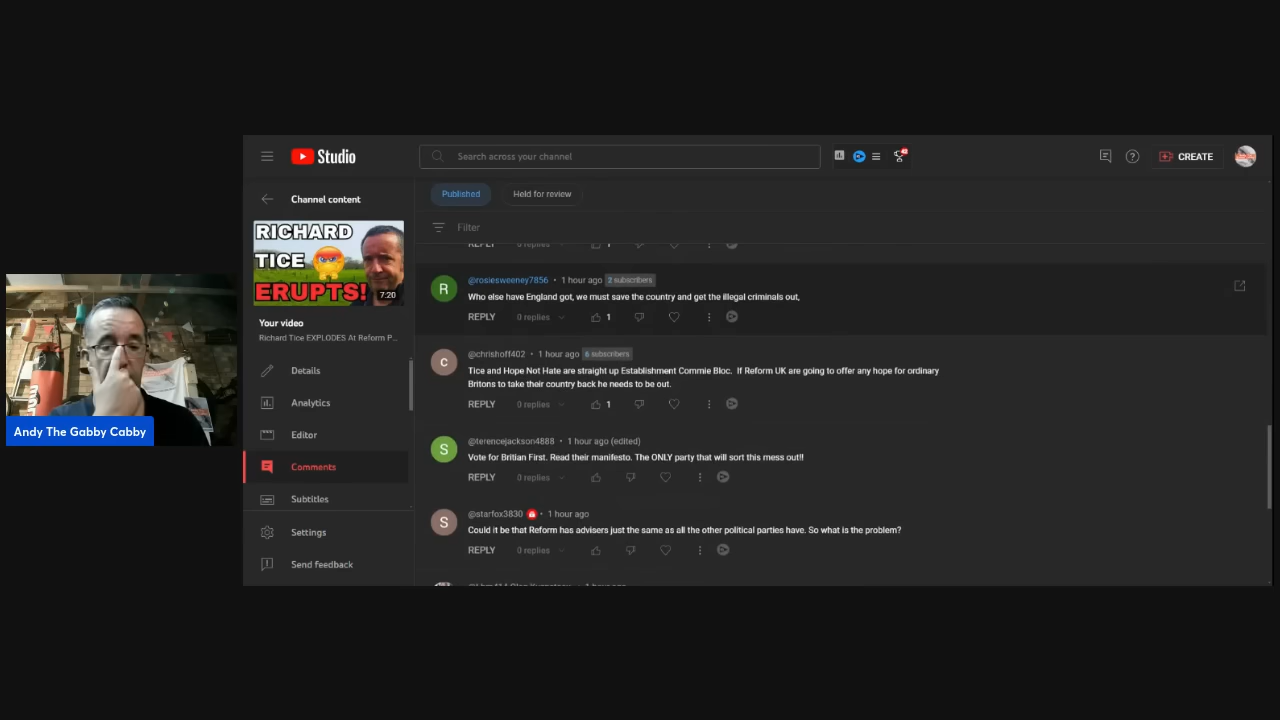 Studio
Search across your channel
CREATE
Channel content
RICHARD
TICE
ERUPTS!
7:20
Your video
Richard Tice EXPLODES At Reform P...
Details
Analytics
Editor
Comments
Subtitles
Settings
Send feedback
Published
Held for review
Filter
REPLY 0 replies 1
R
@rosiesweeney7856 • 1 hour ago 2 subscribers
Who else have England got, we must save the country and get the illegal criminals out,
REPLY 0 replies 1
C
@chrishoff402 • 1 hour ago 6 subscribers
Tice and Hope Not Hate are straight up Establishment Commie Bloc. If Reform UK are going to offer any hope for ordinary
Britons to take their country back he needs to be out.
REPLY 0 replies 1
S
@terencejackson4888 • 1 hour ago (edited)
Vote for Britian First. Read their manifesto. The ONLY party that will sort this mess out!!
REPLY 0 replies
S
@starfox3830 • 1 hour ago
Could it be that Reform has advisers just the same as all the other political parties have. So what is the problem?
REPLY 0 replies
Andy The Gabby Cabby